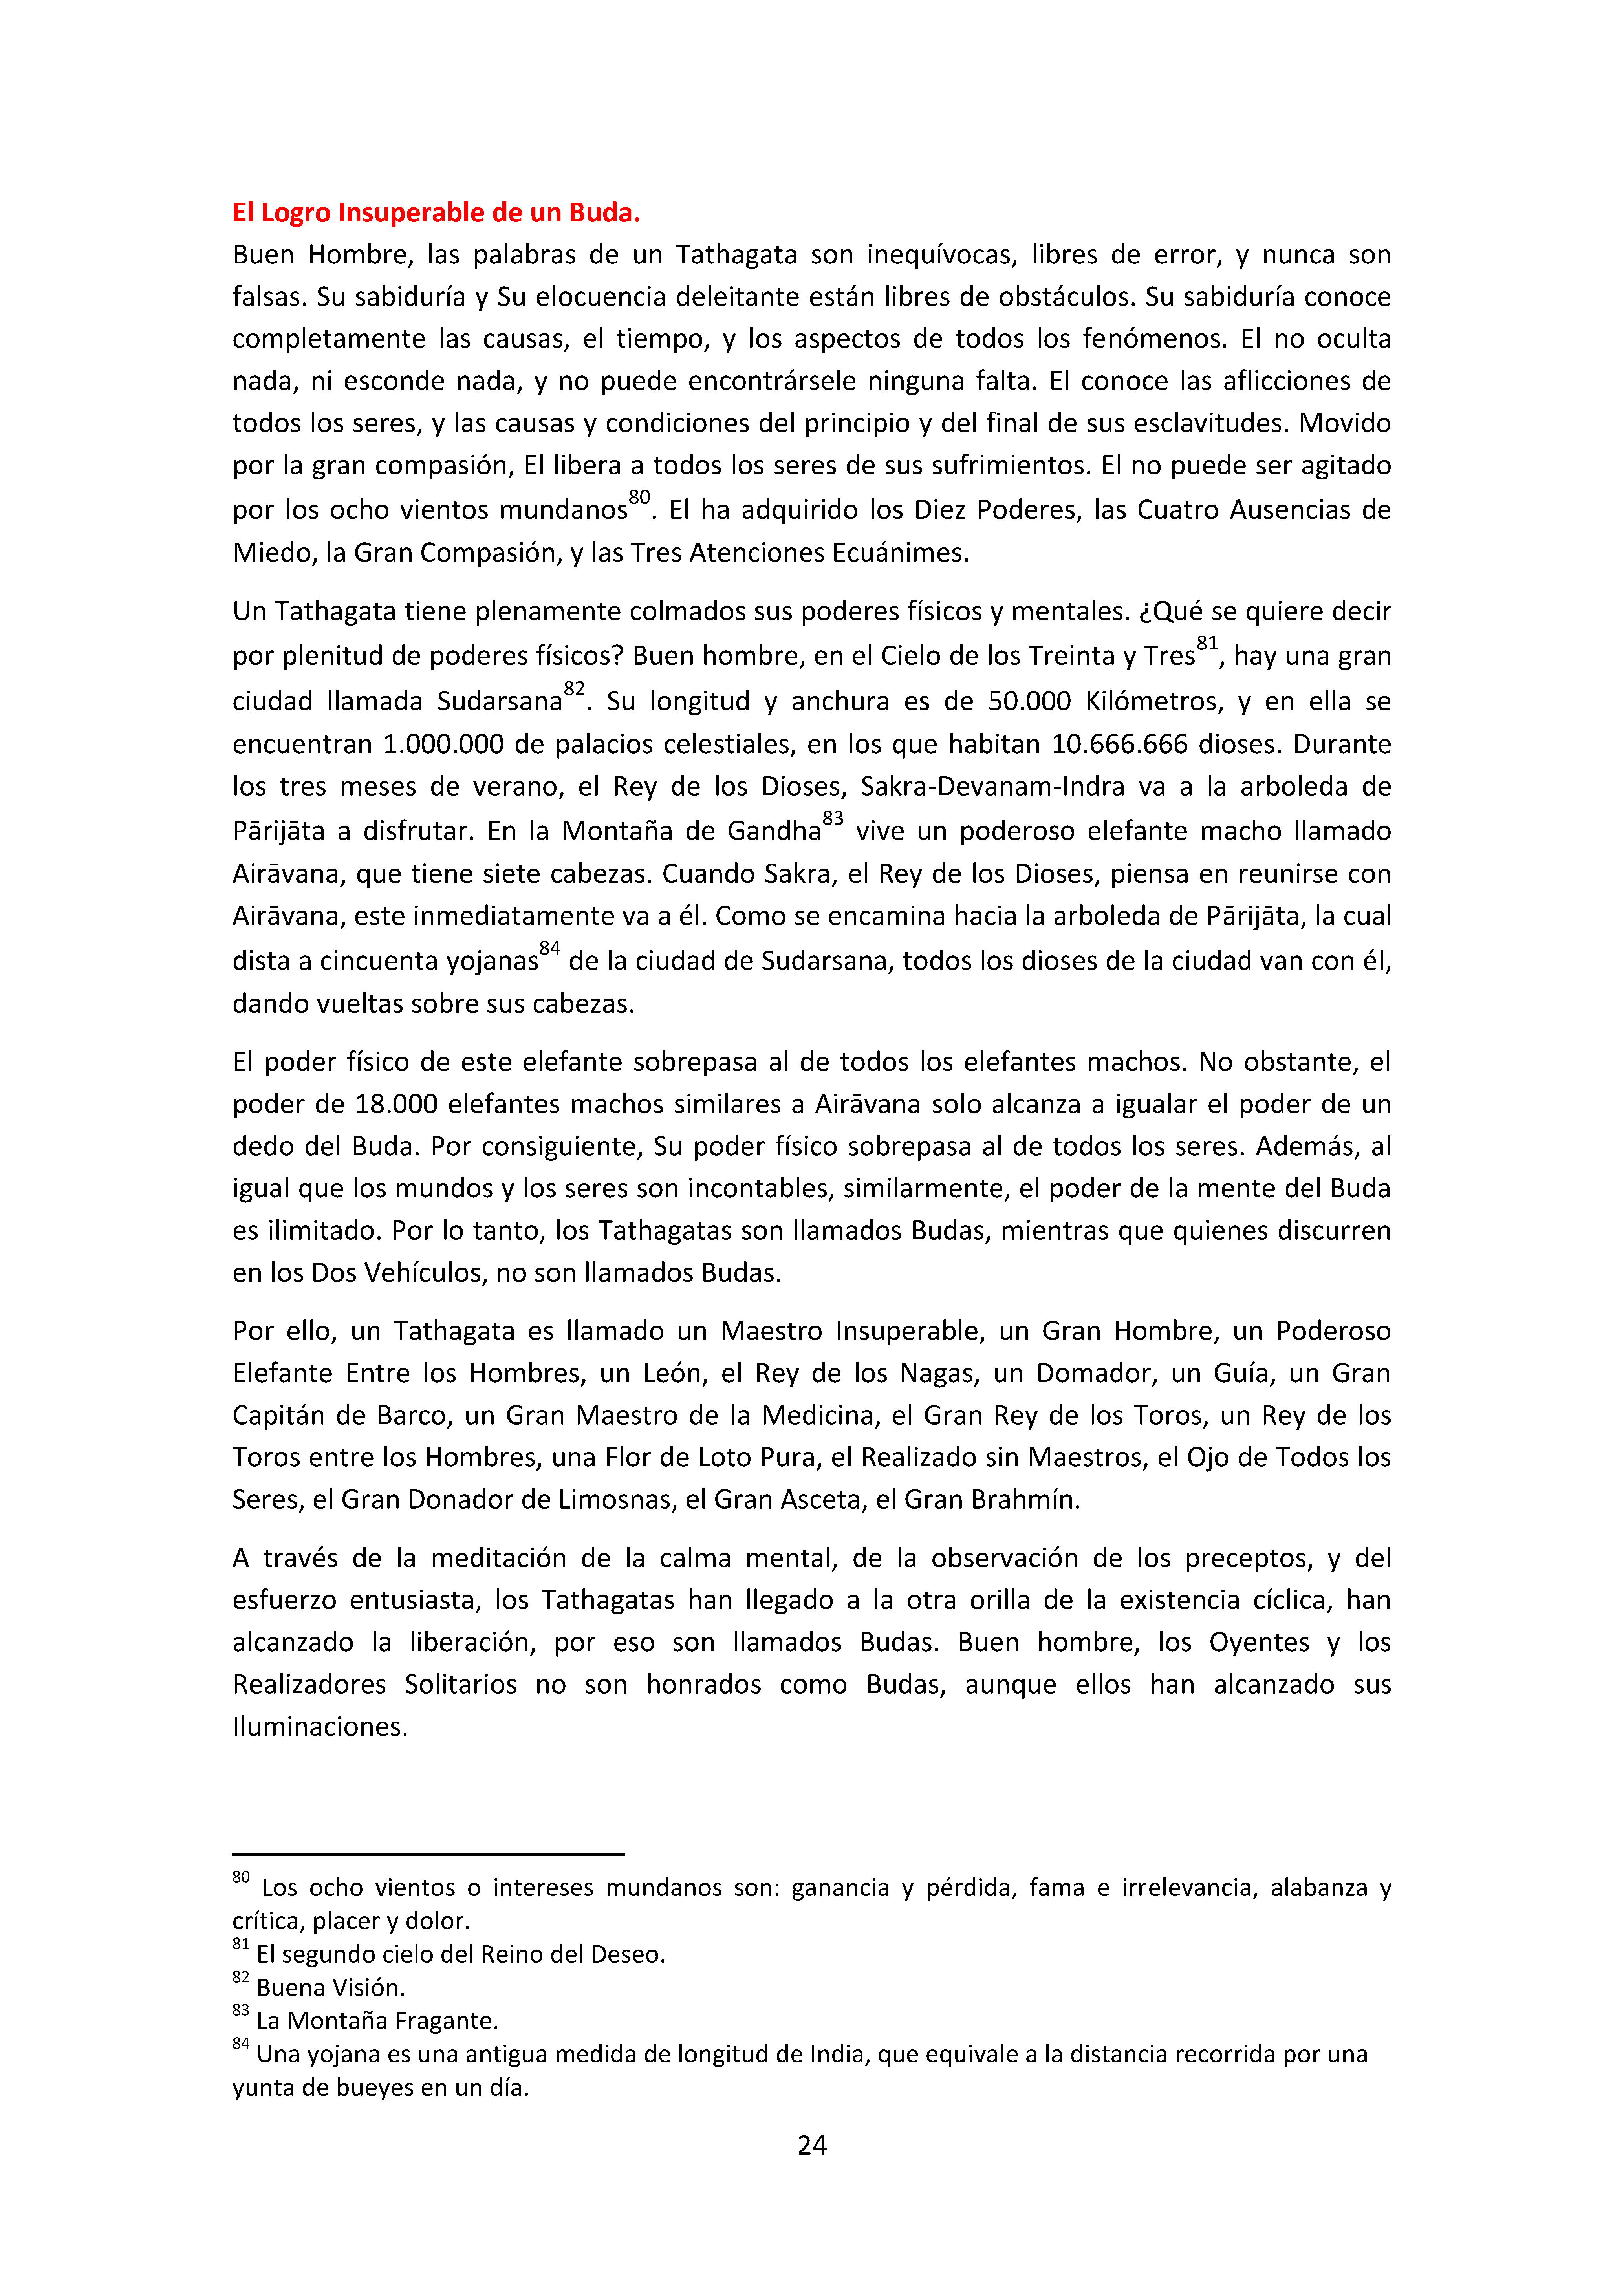 El Logro Insuperable de un Buda.
Buen Hombre, las palabras de un Tathagata son inequívocas, libres de error, y nunca son
falsas. Su sabiduría y Su elocuencia deleitante están libres de obstáculos. Su sabiduría conoce
completamente las causas, el tiempo, y los aspectos de todos los fenómenos. El no oculta
nada, ni esconde nada, y no puede encontrársele ninguna falta. El conoce las aflicciones de
todos los seres, y las causas y condiciones del principio y del final de sus esclavitudes. Movido
por la gran compasión, El libera a todos los seres de sus sufrimientos. El no puede ser agitado
por los ocho vientos mundanos80. El ha adquirido los Diez Poderes, las Cuatro Ausencias de
Miedo, la Gran Compasión, y las Tres Atenciones Ecuánimes.
Un Tathagata tiene plenamente colmados sus poderes físicos y mentales. ¿Qué se quiere decir
por plenitud de poderes físicos? Buen hombre, en el Cielo de los Treinta y Tres81, hay una gran
ciudad llamada Sudarsana82. Su longitud y anchura es de 50.000 Kilómetros, y en ella se
encuentran 1.000.000 de palacios celestiales, en los que habitan 10.666.666 dioses. Durante
los tres meses de verano, el Rey de los Dioses, Sakra-Devanam-Indra va a la arboleda de
Pārijāta a disfrutar. En la Montaña de Gandha83 vive un poderoso elefante macho llamado
Airāvana, que tiene siete cabezas. Cuando Sakra, el Rey de los Dioses, piensa en reunirse con
Airāvana, este inmediatamente va a él. Como se encamina hacia la arboleda de Pārijāta, la cual
dista a cincuenta yojanas84 de la ciudad de Sudarsana, todos los dioses de la ciudad van con él,
dando vueltas sobre sus cabezas.
El poder físico de este elefante sobrepasa al de todos los elefantes machos. No obstante, el
poder de 18.000 elefantes machos similares a Airāvana solo alcanza a igualar el poder de un
dedo del Buda. Por consiguiente, Su poder físico sobrepasa al de todos los seres. Además, al
igual que los mundos y los seres son incontables, similarmente, el poder de la mente del Buda
es ilimitado. Por lo tanto, los Tathagatas son llamados Budas, mientras que quienes discurren
en los Dos Vehículos, no son llamados Budas.
Por ello, un Tathagata es llamado un Maestro Insuperable, un Gran Hombre, un Poderoso
Elefante Entre los Hombres, un León, el Rey de los Nagas, un Domador, un Guía, un Gran
Capitán de Barco, un Gran Maestro de la Medicina, el Gran Rey de los Toros, un Rey de los
Toros entre los Hombres, una Flor de Loto Pura, el Realizado sin Maestros, el Ojo de Todos los
Seres, el Gran Donador de Limosnas, el Gran Asceta, el Gran Brahmín.
A través de la meditación de la calma mental, de la observación de los preceptos, y del
esfuerzo entusiasta, los Tathagatas han llegado a la otra orilla de la existencia cíclica, han
alcanzado la liberación, por eso son llamados Budas. Buen hombre, los Oyentes y los
Realizadores Solitarios no son honrados como Budas, aunque ellos han alcanzado sus
Iluminaciones.
80 Los ocho vientos o intereses mundanos son: ganancia y pérdida, fama e irrelevancia, alabanza y
crítica, placer y dolor.
81 El segundo cielo del Reino del Deseo.
82 Buena Visión.
83 La Montaña Fragante.
84 Una yojana es una antigua medida de longitud de India, que equivale a la distancia recorrida por una
yunta de bueyes en un día.
24